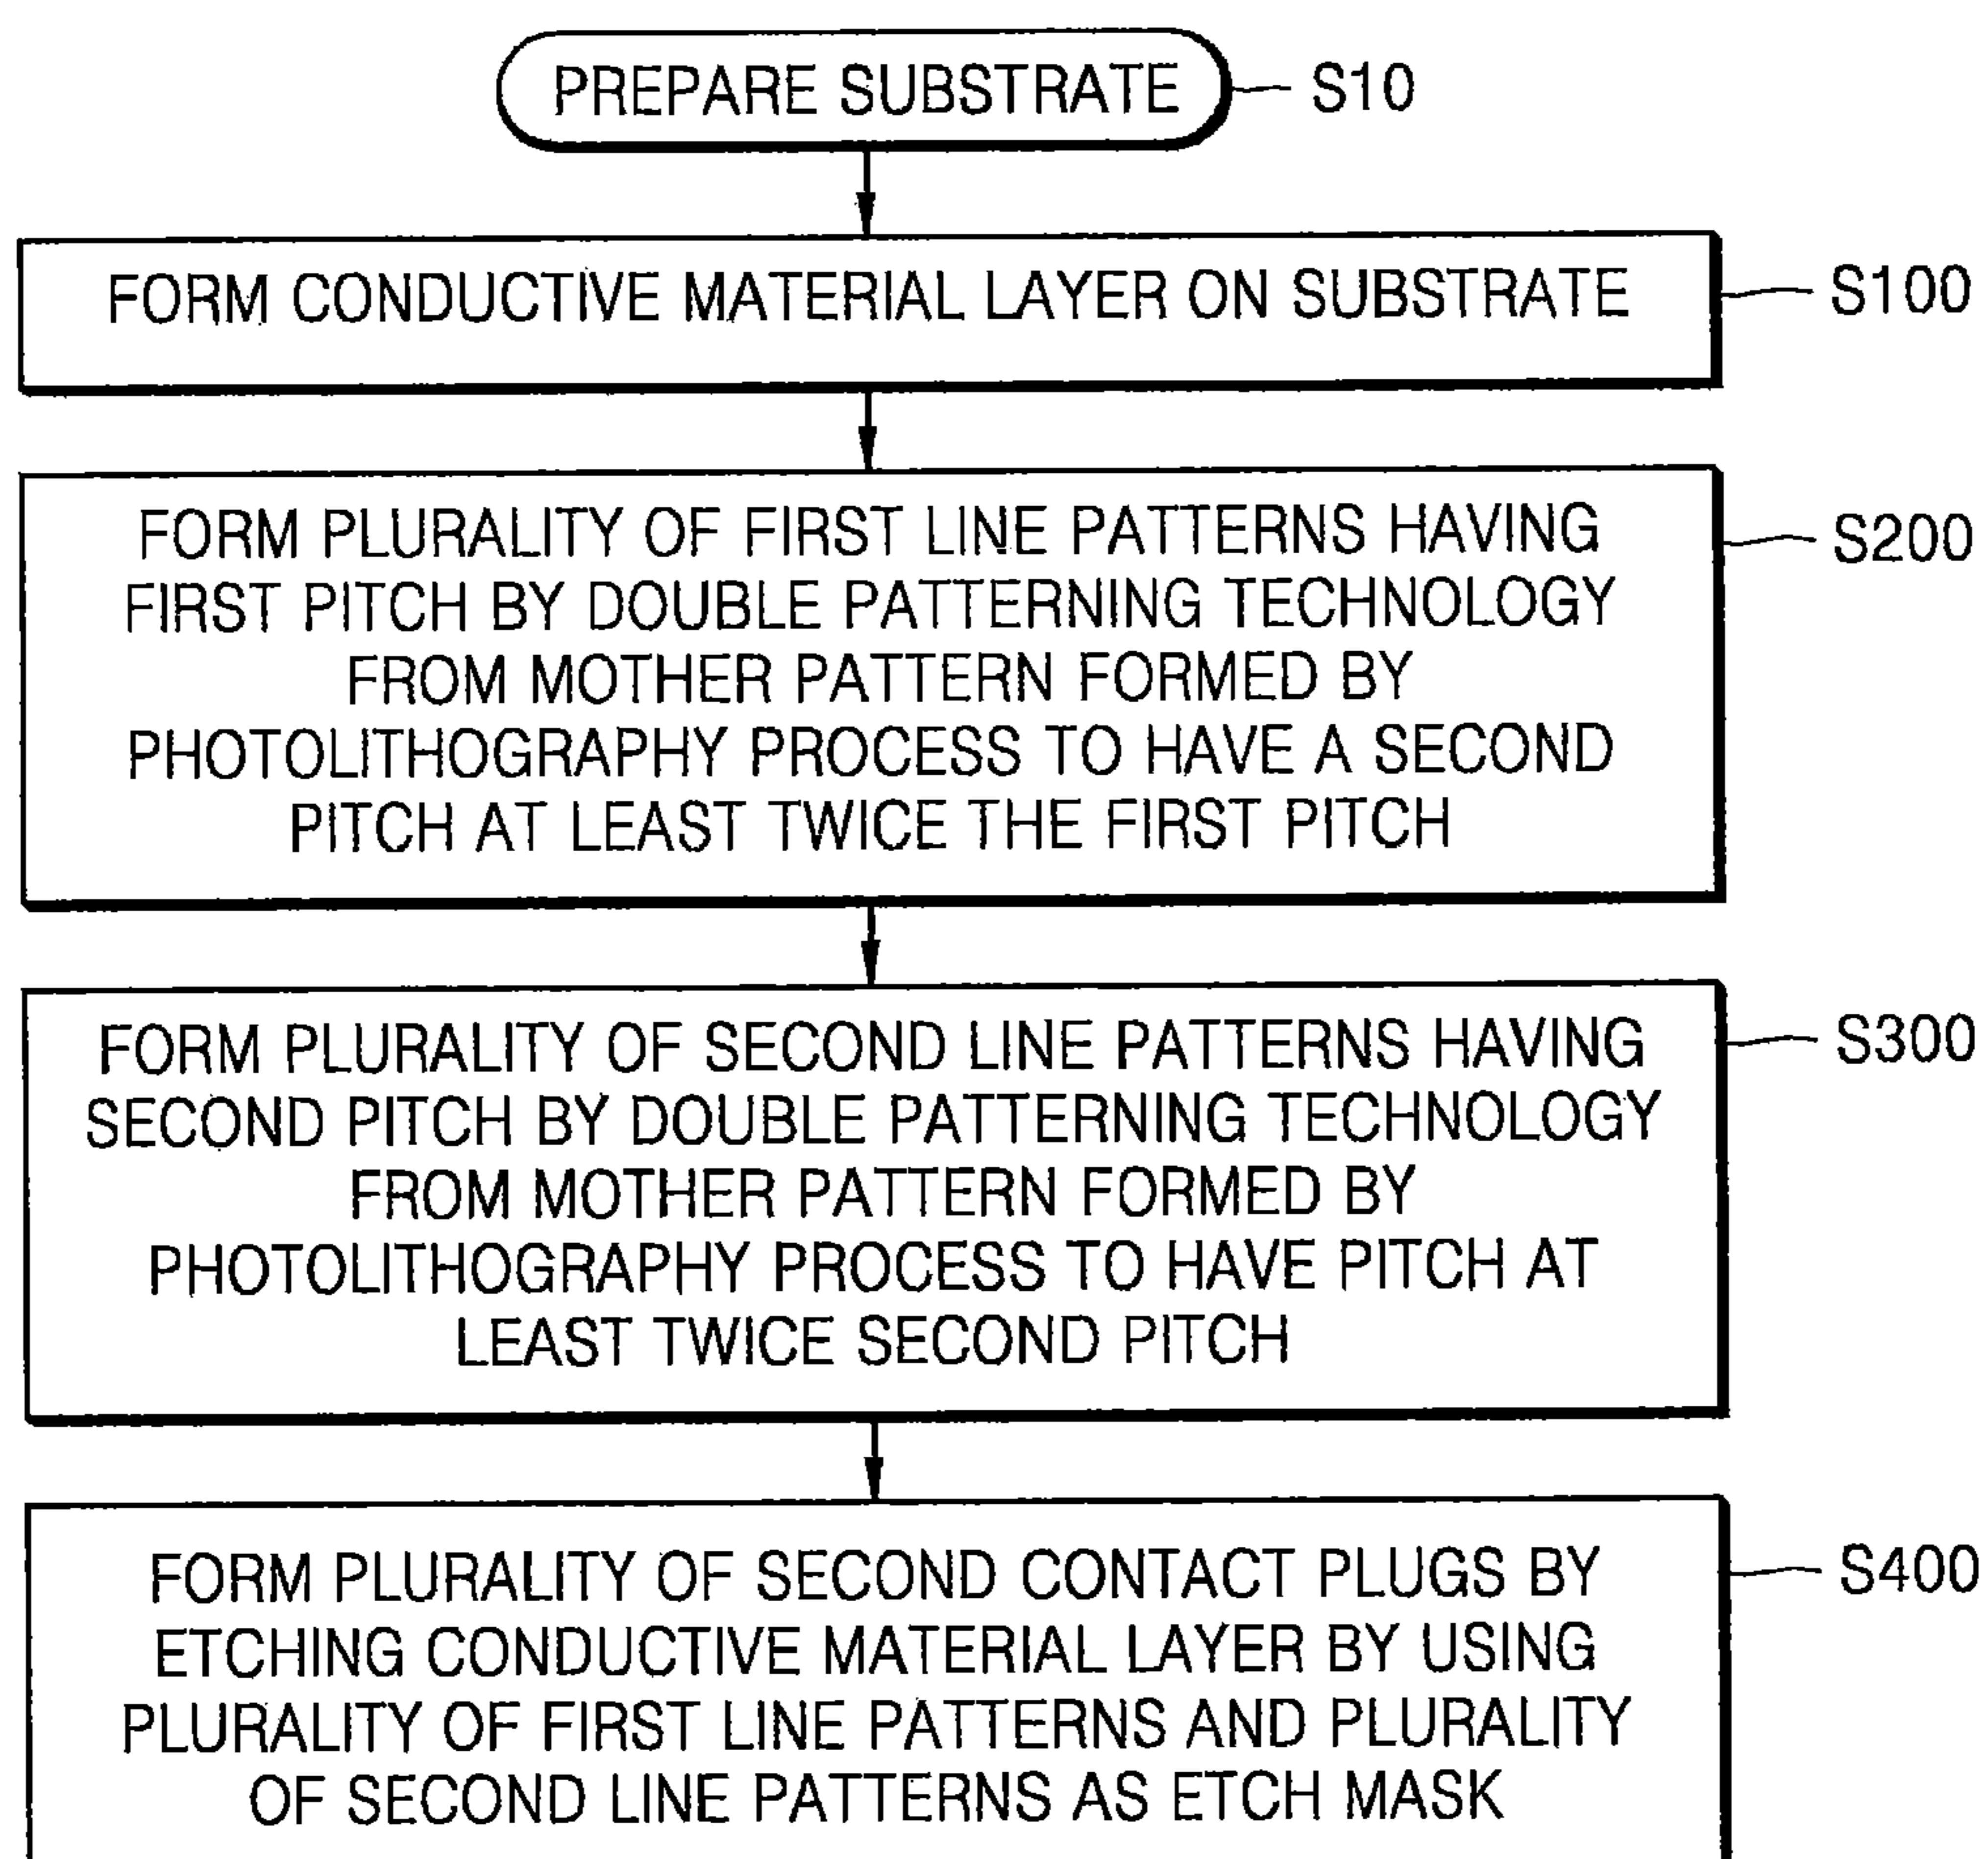 PREPARE SUBSTRATE
S10
FORM CONDUCTIVE MATERIAL LAYER ON SUBSTRATE
S100
FORM PLURALITY OF FIRST LINE PATTERNS HAVING
FIRST PITCH BY DOUBLE PATTERNING TECHNOLOGY
FROM MOTHER PATTERN FORMED BY
PHOTOLITHOGRAPHY PROCESS TO HAVE A SECOND
PITCH AT LEAST TWICE THE FIRST PITCH
S200
FORM PLURALITY OF SECOND LINE PATTERNS HAVING
SECOND PITCH BY DOUBLE PATTERNING TECHNOLOGY
FROM MOTHER PATTERN FORMED BY
PHOTOLITHOGRAPHY PROCESS TO HAVE PITCH AT
LEAST TWICE SECOND PITCH
S300
FORM PLURALITY OF SECOND CONTACT PLUGS BY
ETCHING CONDUCTIVE MATERIAL LAYER BY USING
PLURALITY OF FIRST LINE PATTERNS AND PLURALITY
OF SECOND LINE PATTERNS AS ETCH MASK
S400